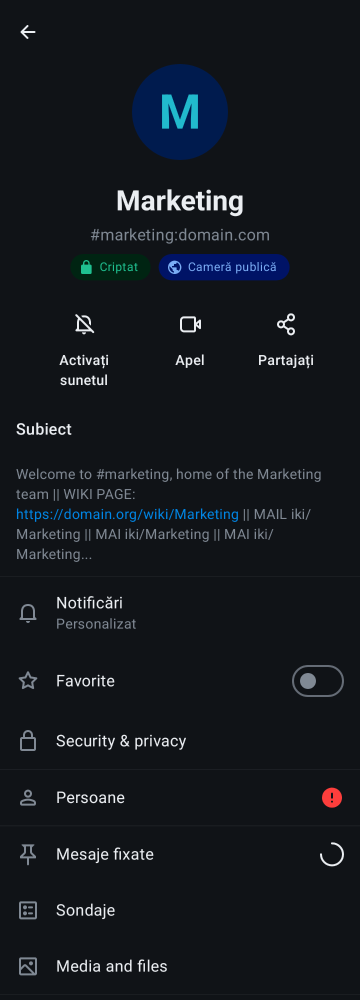 M
Marketing
#marketing:domain.com
Criptat
Cameră publică
Activați
sunetul
Apel
Partajați
Subiect
Welcome to #marketing, home of the Marketing
team || WIKI PAGE:
https://domain.org/wiki/Marketing || MAIL iki/
Marketing || MAI iki/Marketing || MAI iki/
Marketing...
Notificări
Personalizat
Favorite
Security & privacy
Persoane
Mesaje fixate
Sondaje
Media and files